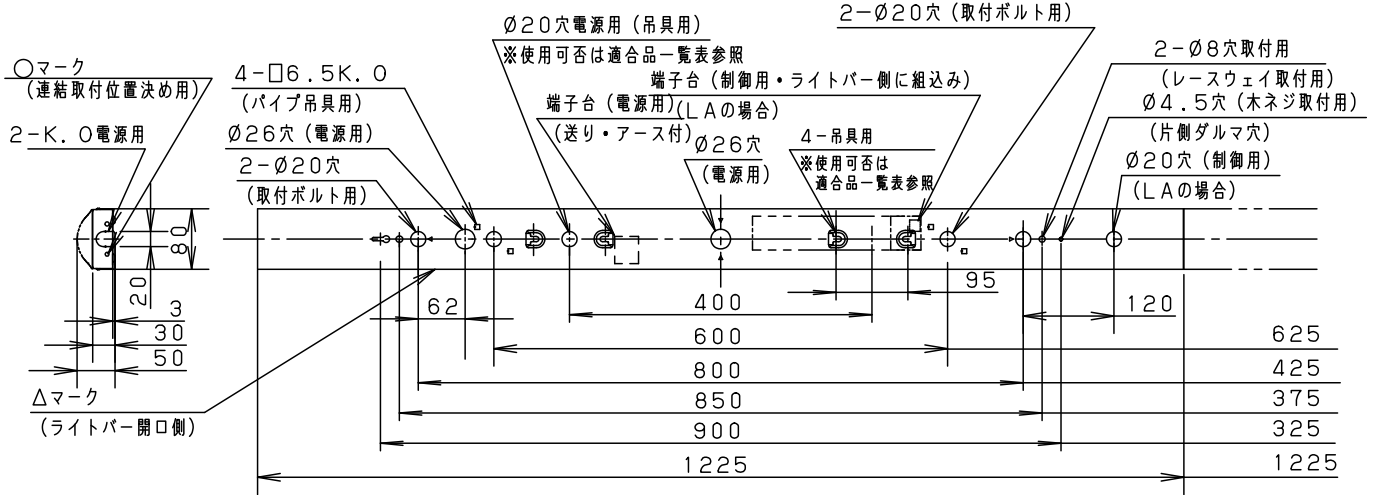 ○マーク
(連結取付位置決め用)
2-K.O電源用
4-□6.5K.O
(パイプ吊具用)
Ø26穴(電源用)
2-Ø20穴
(取付ボルト用)
Ø20穴電源用(吊具用)
※使用可否は適合品一覧表参照
端子台(電源用)
(送り・アース付)
端子台(制御用・ライトバー側に組込み)
(LAの場合)
Ø26穴
(電源用)
4-吊具用
※使用可否は
適合品一覧表参照
2-Ø20穴(取付ボルト用)
2-Ø8穴取付用
(レースウェイ取付用)
Ø4.5穴(木ネジ取付用)
(片側ダルマ穴)
Ø20穴(制御用)
(LAの場合)
80
20
3
30
50
62
400
95
120
600
625
800
425
850
375
900
325
1225
1225
△マーク
(ライトバー開口側)